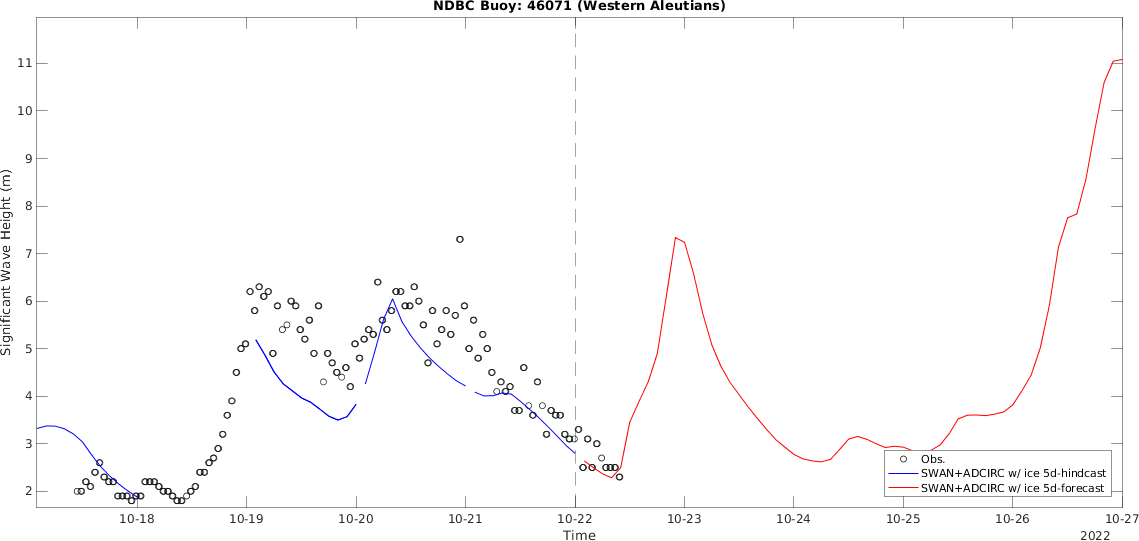 NDBC Buoy: 46071 (Western Aleutians)
Significant Wave Height (m)
11
10
9
8
7
6
5
4
3
2
Obs.
SWAN+ADCIRC w/ ice 5d-hindcast
SWAN+ADCIRC w/ ice 5d-forecast
10-18 10-19 10-20 10-21 10-22 10-23 10-24 10-25 10-26 10-27
Time 2022